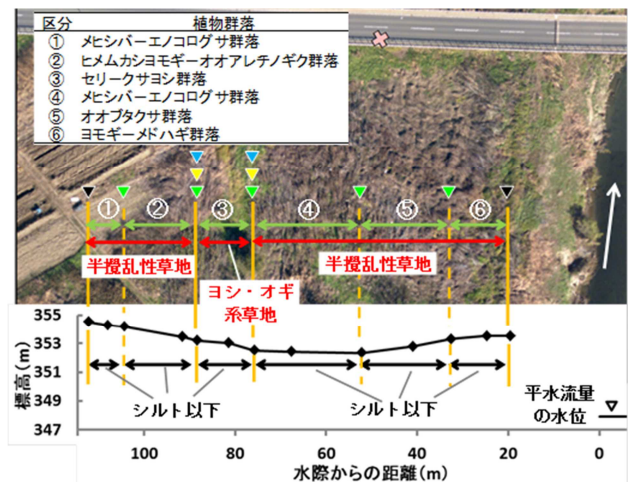 区分 植物群落
① メヒシバーエノコログサ群落
② ヒメムカシヨモギーオオアレチノギク群落
③ セリークサヨシ群落
④ メヒシバーエノコログサ群落
⑤ オオブタクサ群落
⑥ ヨモギーメドハギ群落
① ② ③ ④ ⑤ ⑥
半攪乱性草地 半攪乱性草地
ヨシ・オギ
系草地
355
353
351
349
347
標高(m)
シルト以下 シルト以下
平水流量
の水位
100 80 60 40 20 0
水際からの距離(m)